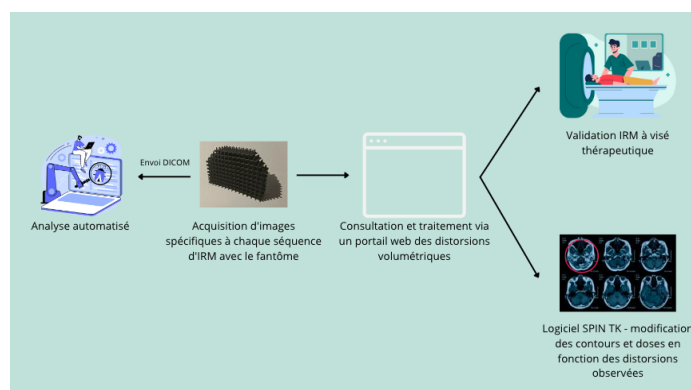 Envoi DICOM
Analyse automatisé
Acquisition d'images
spécifiques à chaque séquence
d'IRM avec le fantôme
Consultation et traitement via
un portail web des distorsions
volumétriques
Validation IRM à visé
thérapeutique
Logiciel SPIN TK - modification
des contours et doses en
fonction des distorsions
observées